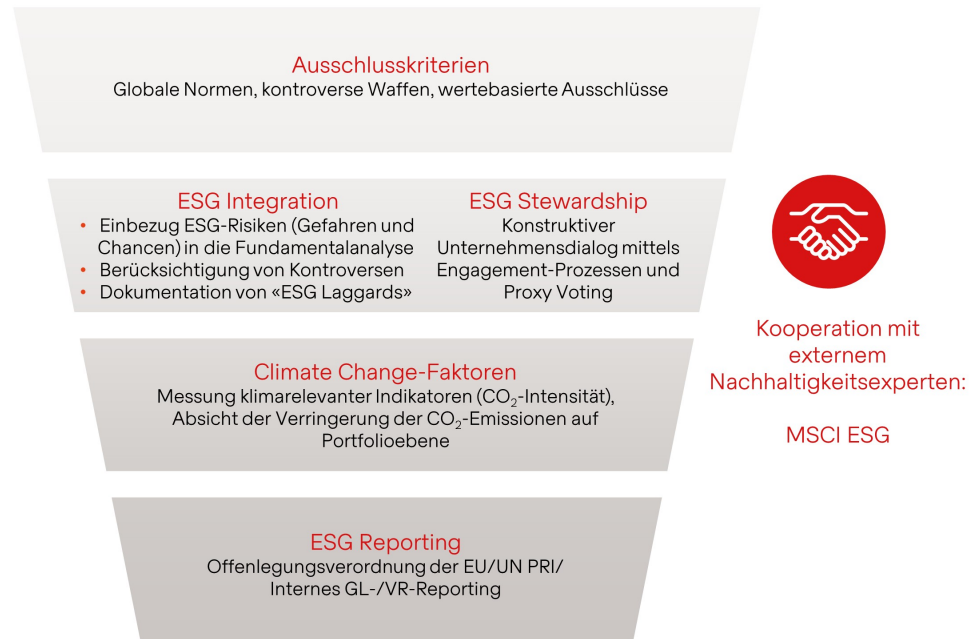 Ausschlusskriterien
Globale Normen, kontroverse Waffen, wertebasierte Ausschlüsse
ESG Integration
• Einbezug ESG-Risiken (Gefahren und
Chancen) in die Fundamentalanalyse
• Berücksichtigung von Kontroversen
• Dokumentation von «ESG Laggards»
ESG Stewardship
Konstruktiver
Unternehmensdialog mittels
Engagement-Prozessen und
Proxy Voting
Climate Change-Faktoren
Messung klimarelevanter Indikatoren (CO₂-Intensität),
Absicht der Verringerung der CO₂-Emissionen auf
Portfolioebene
ESG Reporting
Offenlegungsverordnung der EU/UN PRI/
Internes GL-/VR-Reporting
Kooperation mit
externem
Nachhaltigkeitsexperten:
MSCI ESG